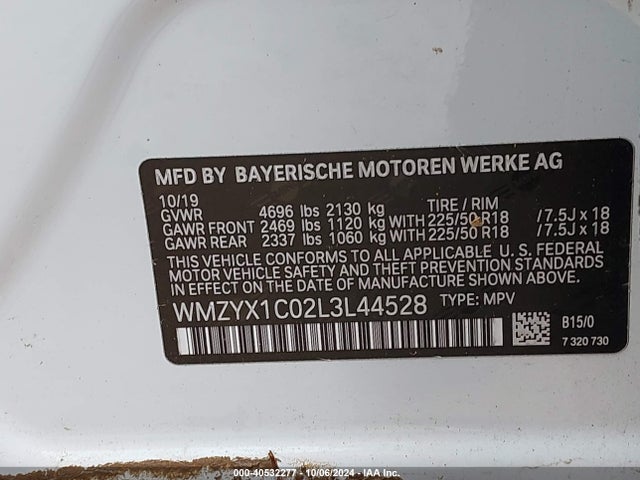 MFD BY BAYERISCHE MOTOREN WERKE AG
10/19 TIRE / RIM
GVWR 4696 lbs 2130 kg
GAWR FRONT 2469 lbs 1120 kg WITH 225/50 R18 /7.5J x 18
GAWR REAR 2337 lbs 1060 kg WITH 225/50 R18 /7.5J x 18
THIS VEHICLE CONFORMS TO ALL APPLICABLE U. S. FEDERAL
MOTOR VEHICLE SAFETY AND THEFT PREVENTION STANDARDS
IN EFFECT ON THE DATE OF MANUFACTURE SHOWN ABOVE.
WMZYX1C02L3L44528 TYPE: MPV
B15/0
7 320 730
000-40532277 - 10/06/2024 - IAA Inc.